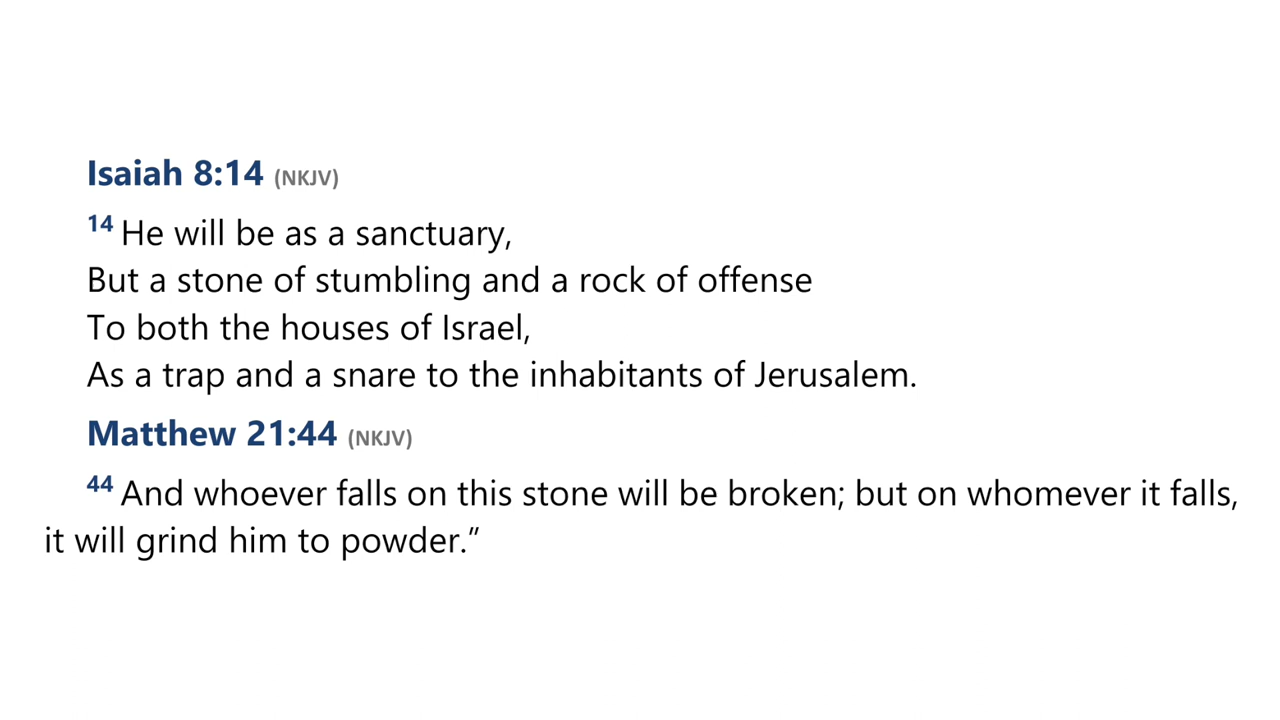 Isaiah 8:14 (NKJV)
14 He will be as a sanctuary,
But a stone of stumbling and a rock of offense
To both the houses of Israel,
As a trap and a snare to the inhabitants of Jerusalem.
Matthew 21:44 (NKJV)
44 And whoever falls on this stone will be broken; but on whomever it falls,
it will grind him to powder.”